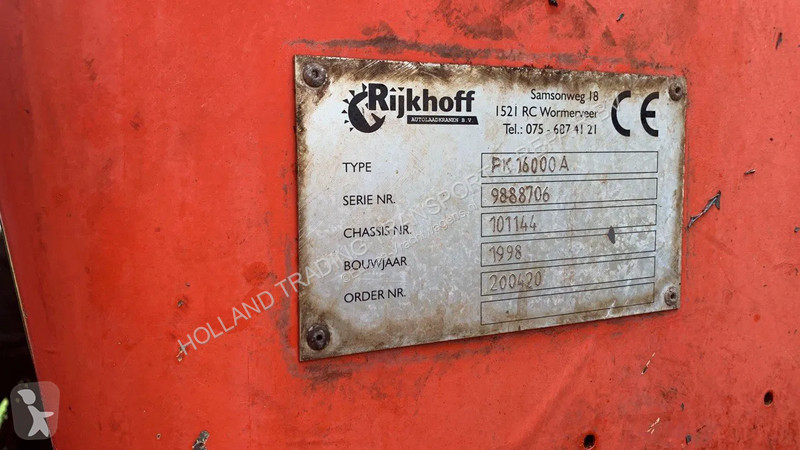 Rijkhoff
AUTOLAADKRANEN B.V.
Samsonweg 18
1521 RC Wormerveer
Tel.: 075 - 687 41 21
CE
TYPE PK 16000 A
SERIE NR. 9888706
CHASSIS NR. 101144
BOUWJAAR 1998
ORDER NR. 200420
HOLLAND TRADING TRANSPORT